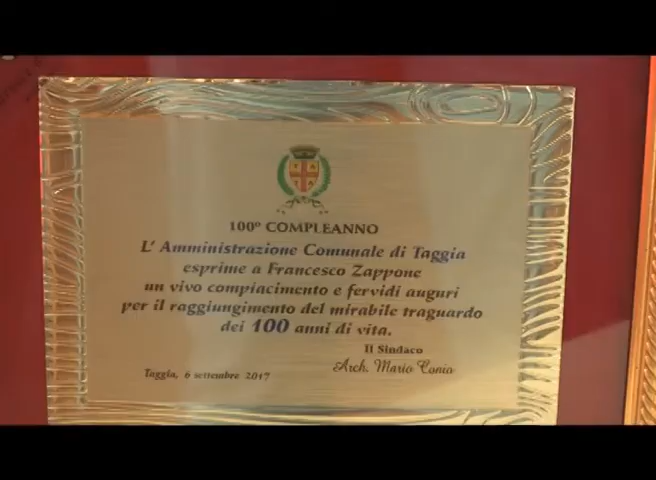 100° COMPLEANNO
L' Amministrazione Comunale di Taggia
esprime a Francesco Zappone
un vivo compiacimento e fervidi auguri
per il raggiungimento del mirabile traguardo
dei 100 anni di vita.
Il Sindaco
Taggia, 6 settembre 2017
Arch. Mario Conio